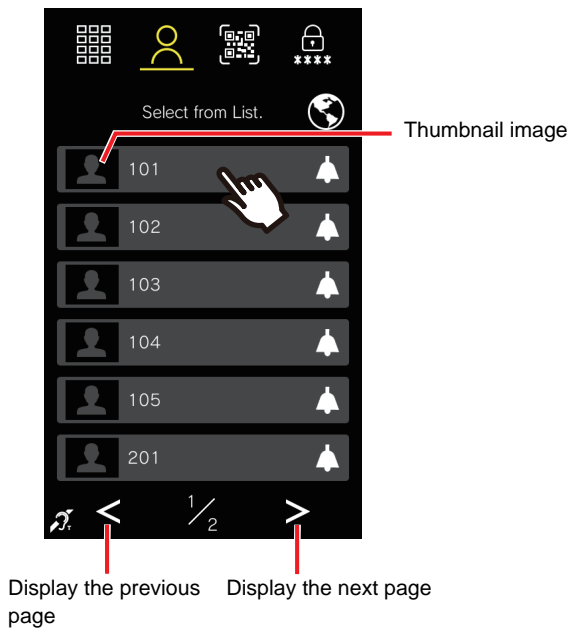 ****
Select from List.
Thumbnail image
101
102
103
104
105
201
< 1/2 >
T
Display the previous
page
Display the next page